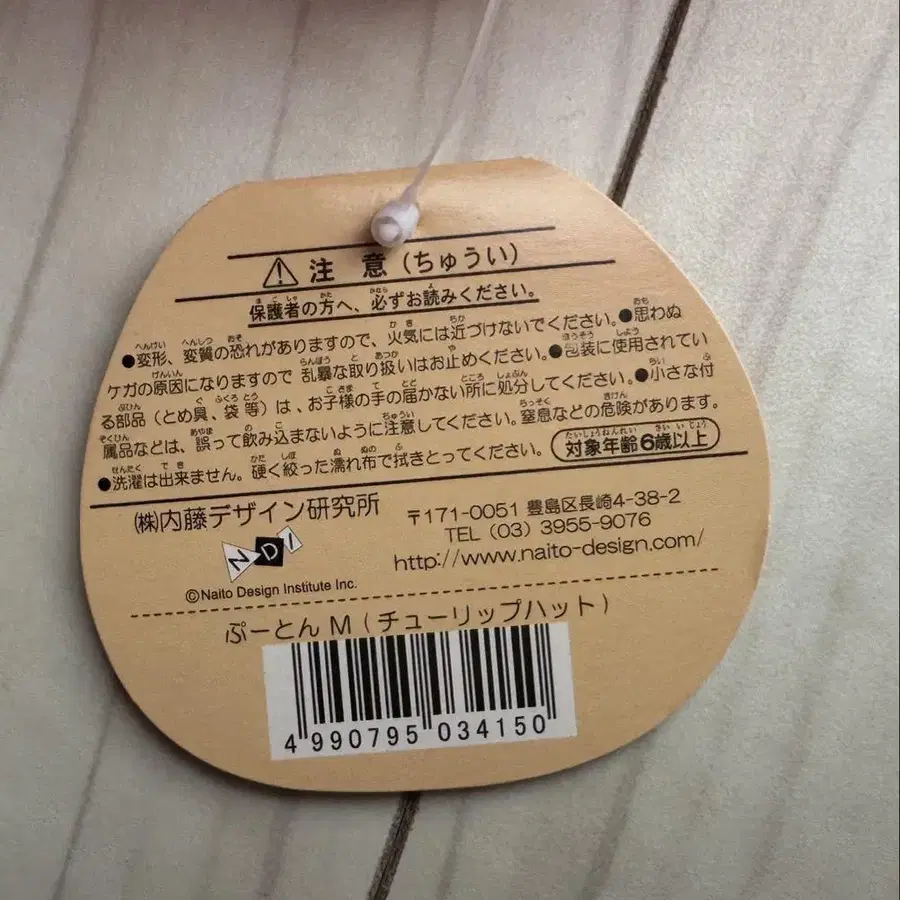 ⚠注 意(ちゅうい)
保護者の方へ、必ずお読みください。
●変形、変質の恐れがありますので、火気には近づけないでください。●思わぬ
ケガの原因になりますので 乱暴な取り扱いはお止めください。●包装に使用されてい
る部品(とめ具、袋 等)は、お子様の手の届かない所に処分してください。●小さな付
属品などは、誤って飲み込まないように注意してください。窒息などの危険があります。
●洗濯は出来ません。硬く絞った濡れ布で拭きとってください。
対象年齢6歳以上
㈱内藤デザイン研究所
〒171-0051 豊島区長崎4-38-2
TEL(03)3955-9076
http://www.naito-design.com/
NDI
©Naito Design Institute Inc.
ぷーとん M(チューリップハット)
4 990795 034150